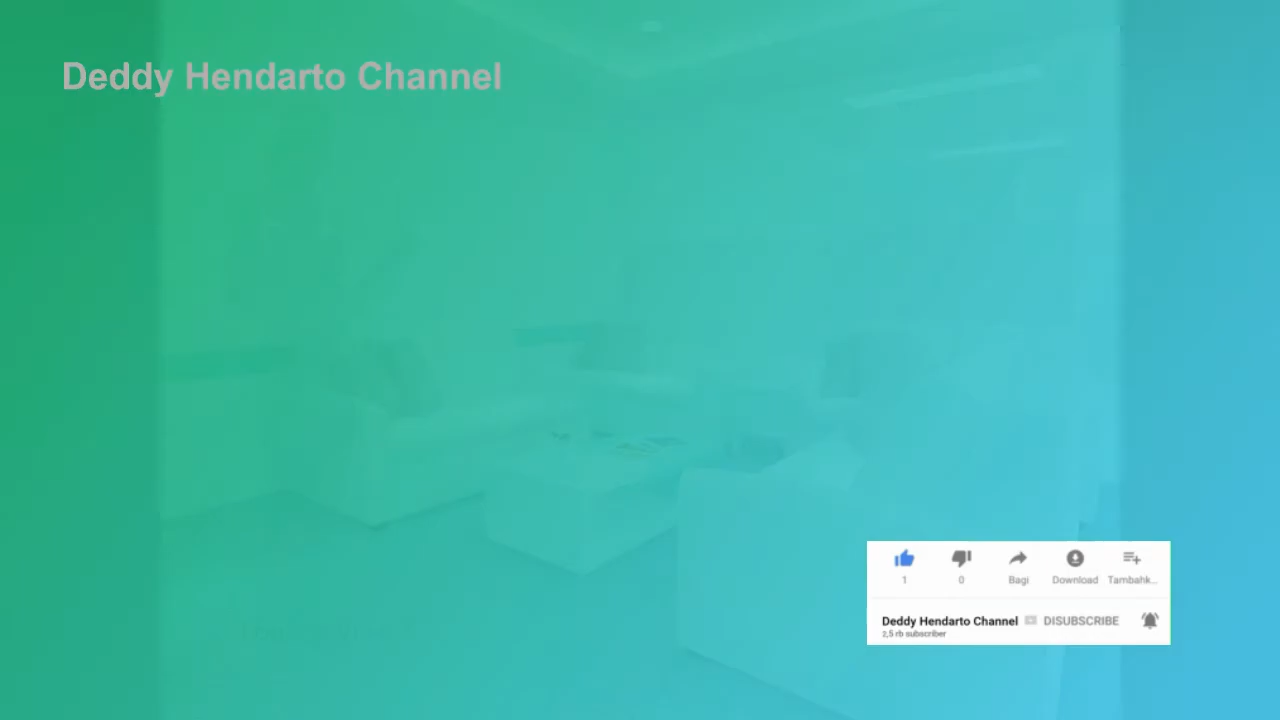 Deddy Hendarto Channel
1 0 Bagi Download Tambahk...
Deddy Hendarto Channel DISUBSCRIBE
2,5 rb subscriber